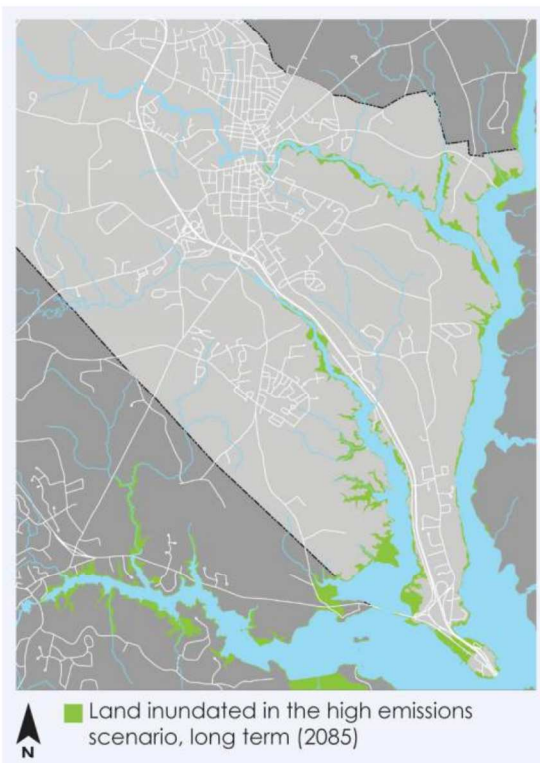 Land inundated in the high emissions
scenario, long term (2085)
N